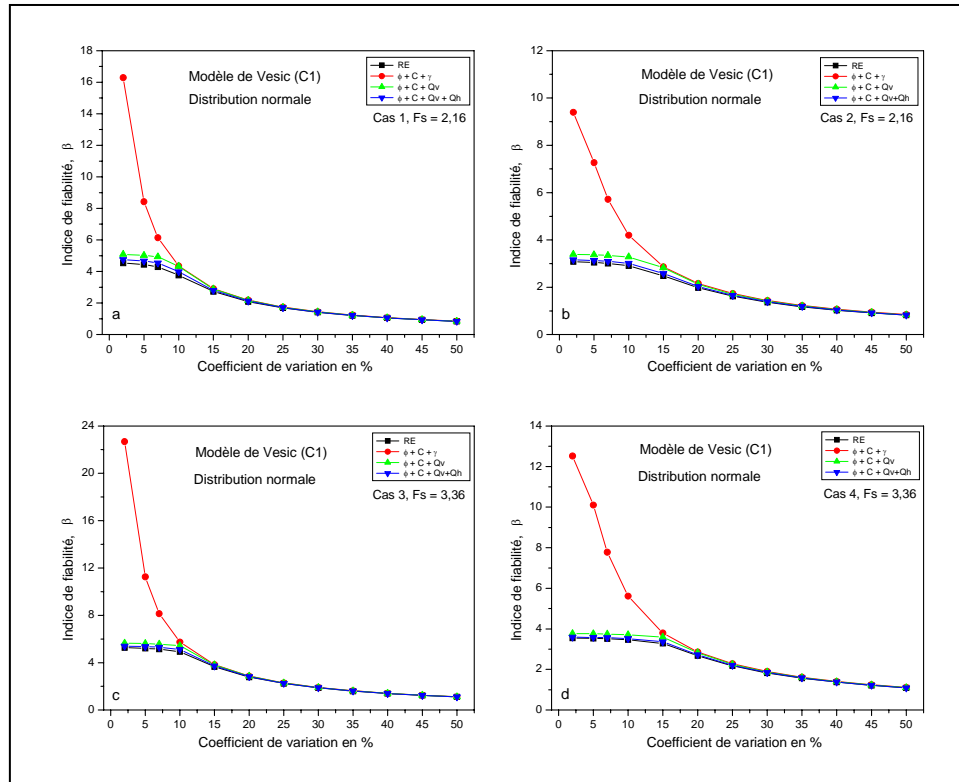 18
16
14
12
10
8
6
4
2
0
Indice de fiabilité, β
Modèle de Vesic (C1)
Distribution normale
RE
ϕ + C + γ
ϕ + C + Qv
ϕ + C + Qv + Qh
Cas 1, Fs = 2,16
a
0 5 10 15 20 25 30 35 40 45 50
Coefficient de variation en %
12
10
8
6
4
2
0
Indice de fiabilité, β
Modèle de Vesic (C1)
Distribution normale
RE
ϕ + C + γ
ϕ + C + Qv
ϕ + C + Qv+Qh
Cas 2, Fs = 2,16
b
0 5 10 15 20 25 30 35 40 45 50
Coefficient de variation en %
24
20
16
12
8
4
0
Indice de fiabilité, β
Modèle de Vesic (C1)
Distribution normale
RE
ϕ + C + γ
ϕ + C + Qv
ϕ + C + Qv+Qh
Cas 3, Fs = 3,36
c
0 5 10 15 20 25 30 35 40 45 50
Coefficient de variation en %
14
12
10
8
6
4
2
0
Indice de fiabilité, β
Modèle de Vesic (C1)
Distribution normale
RE
ϕ + C + γ
ϕ + C + Qv
ϕ + C + Qv+Qh
Cas 4, Fs = 3,36
d
0 5 10 15 20 25 30 35 40 45 50
Coefficient de variation en %